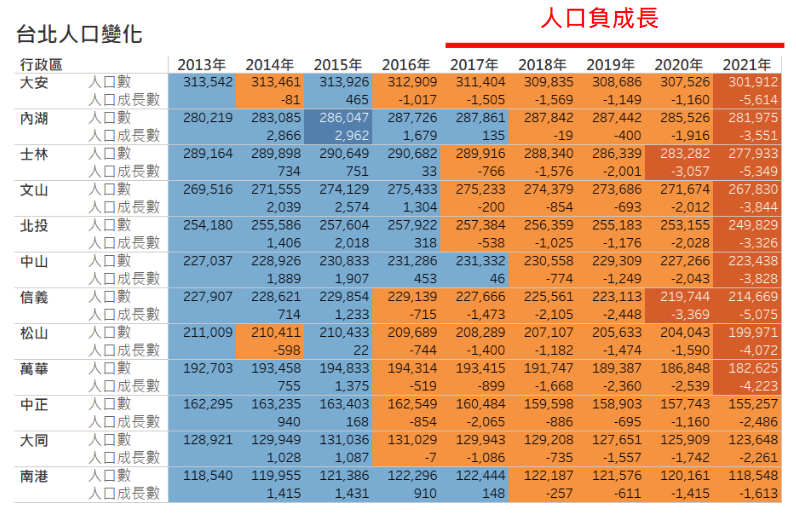 人口負成長
台北人口變化
行政區 2013年 2014年 2015年 2016年 2017年 2018年 2019年 2020年 2021年
大安 人口數 313,542 313,461 313,926 312,909 311,404 309,835 308,686 307,526 301,912
人口成長數 -81 465 -1,017 -1,505 -1,569 -1,149 -1,160 -5,614
內湖 人口數 280,219 283,085 286,047 287,726 287,861 287,842 287,442 285,526 281,975
人口成長數 2,866 2,962 1,679 135 -19 -400 -1,916 -3,551
士林 人口數 289,164 289,898 290,649 290,682 289,916 288,340 286,339 283,282 277,933
人口成長數 734 751 33 -766 -1,576 -2,001 -3,057 -5,349
文山 人口數 269,516 271,555 274,129 275,433 275,233 274,379 273,686 271,674 267,830
人口成長數 2,039 2,574 1,304 -200 -854 -693 -2,012 -3,844
北投 人口數 254,180 255,586 257,604 257,922 257,384 256,359 255,183 253,155 249,829
人口成長數 1,406 2,018 318 -538 -1,025 -1,176 -2,028 -3,326
中山 人口數 227,037 228,926 230,833 231,286 231,332 230,558 229,309 227,266 223,438
人口成長數 1,889 1,907 453 46 -774 -1,249 -2,043 -3,828
信義 人口數 227,907 228,621 229,854 229,139 227,666 225,561 223,113 219,744 214,669
人口成長數 714 1,233 -715 -1,473 -2,105 -2,448 -3,369 -5,075
松山 人口數 211,009 210,411 210,433 209,689 208,289 207,107 205,633 204,043 199,971
人口成長數 -598 22 -744 -1,400 -1,182 -1,474 -1,590 -4,072
萬華 人口數 192,703 193,458 194,833 194,314 193,415 191,747 189,387 186,848 182,625
人口成長數 755 1,375 -519 -899 -1,668 -2,360 -2,539 -4,223
中正 人口數 162,295 163,235 163,403 162,549 160,484 159,598 158,903 157,743 155,257
人口成長數 940 168 -854 -2,065 -886 -695 -1,160 -2,486
大同 人口數 128,921 129,949 131,036 131,029 129,943 129,208 127,651 125,909 123,648
人口成長數 1,028 1,087 -7 -1,086 -735 -1,557 -1,742 -2,261
南港 人口數 118,540 119,955 121,386 122,296 122,444 122,187 121,576 120,161 118,548
人口成長數 1,415 1,431 910 148 -257 -611 -1,415 -1,613